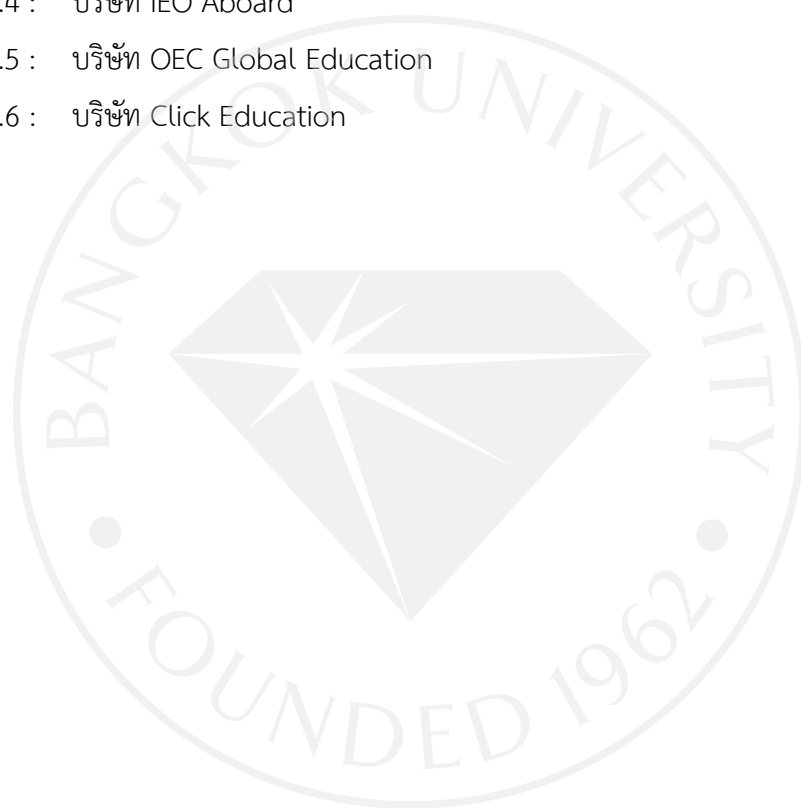 .4 : บริษัท IEO Aboard
.5 : บริษัท OEC Global Education
.6 : บริษัท Click Education
BANGKOK UNIVERSITY
FOUNDED 1962